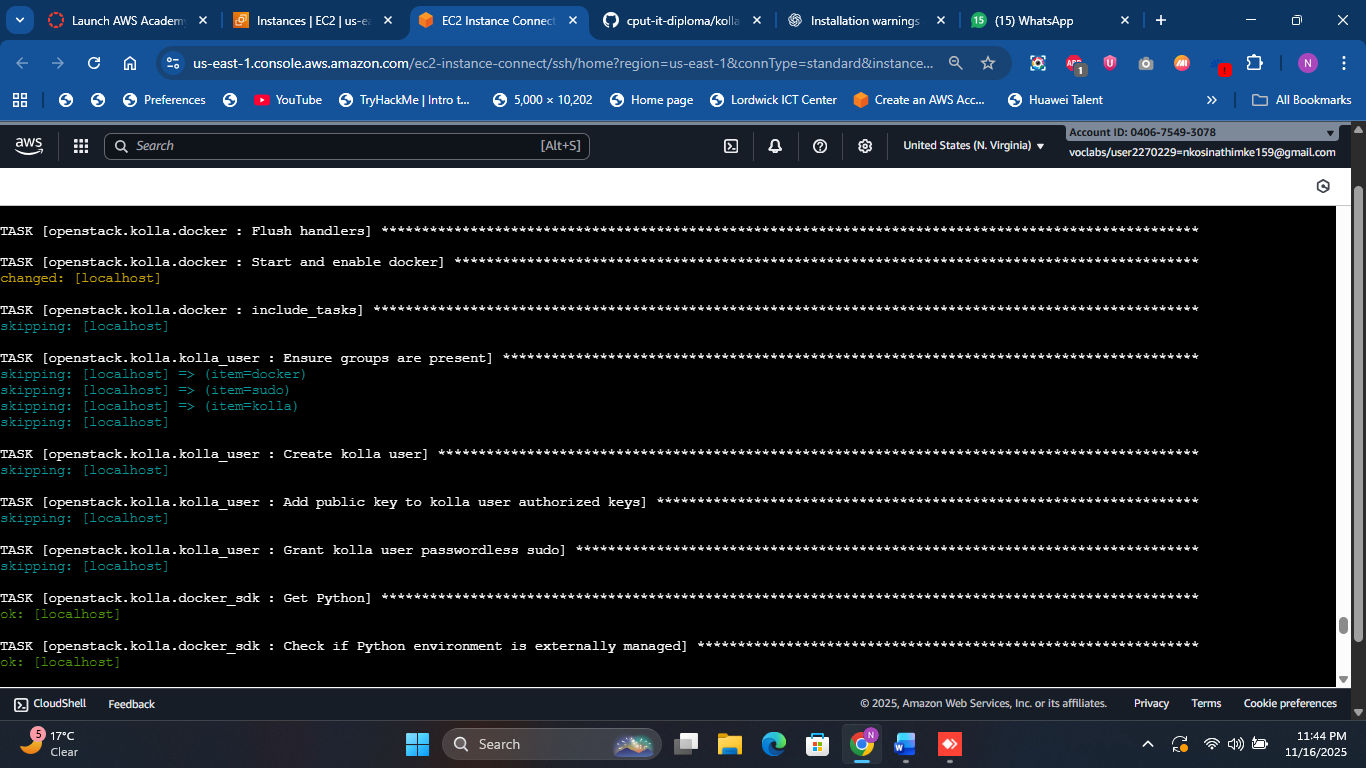 Launch AWS Academy
Instances | EC2 | us-ea
EC2 Instance Connect
cput-it-diploma/kolla
Installation warnings
15 (15) WhatsApp
us-east-1.console.aws.amazon.com/ec2-instance-connect/ssh/home?region=us-east-1&connType=standard&instance...
1
N
Preferences
YouTube
TryHackMe | Intro t...
5,000 × 10,202
Home page
Lordwick ICT Center
Create an AWS Acc...
Huawei Talent
All Bookmarks
aws
Search
[Alt+S]
United States (N. Virginia)
Account ID: 0406-7549-3078
voclabs/user2270229=nkosinathimke159@gmail.com
TASK [openstack.kolla.docker : Flush handlers] *****************************************************************************************************
TASK [openstack.kolla.docker : Start and enable docker] ********************************************************************************************
changed: [localhost]
TASK [openstack.kolla.docker : include_tasks] ******************************************************************************************************
skipping: [localhost]
TASK [openstack.kolla.kolla_user : Ensure groups are present] **************************************************************************************
skipping: [localhost] => (item=docker)
skipping: [localhost] => (item=sudo)
skipping: [localhost] => (item=kolla)
skipping: [localhost]
TASK [openstack.kolla.kolla_user : Create kolla user] **********************************************************************************************
skipping: [localhost]
TASK [openstack.kolla.kolla_user : Add public key to kolla user authorized keys] *******************************************************************
skipping: [localhost]
TASK [openstack.kolla.kolla_user : Grant kolla user passwordless sudo] *****************************************************************************
skipping: [localhost]
TASK [openstack.kolla.docker_sdk : Get Python] *****************************************************************************************************
ok: [localhost]
TASK [openstack.kolla.docker_sdk : Check if Python environment is externally managed] **************************************************************
ok: [localhost]
CloudShell
Feedback
© 2025, Amazon Web Services, Inc. or its affiliates.
Privacy
Terms
Cookie preferences
5
17°C
Clear
Search
N
11:44 PM
11/16/2025